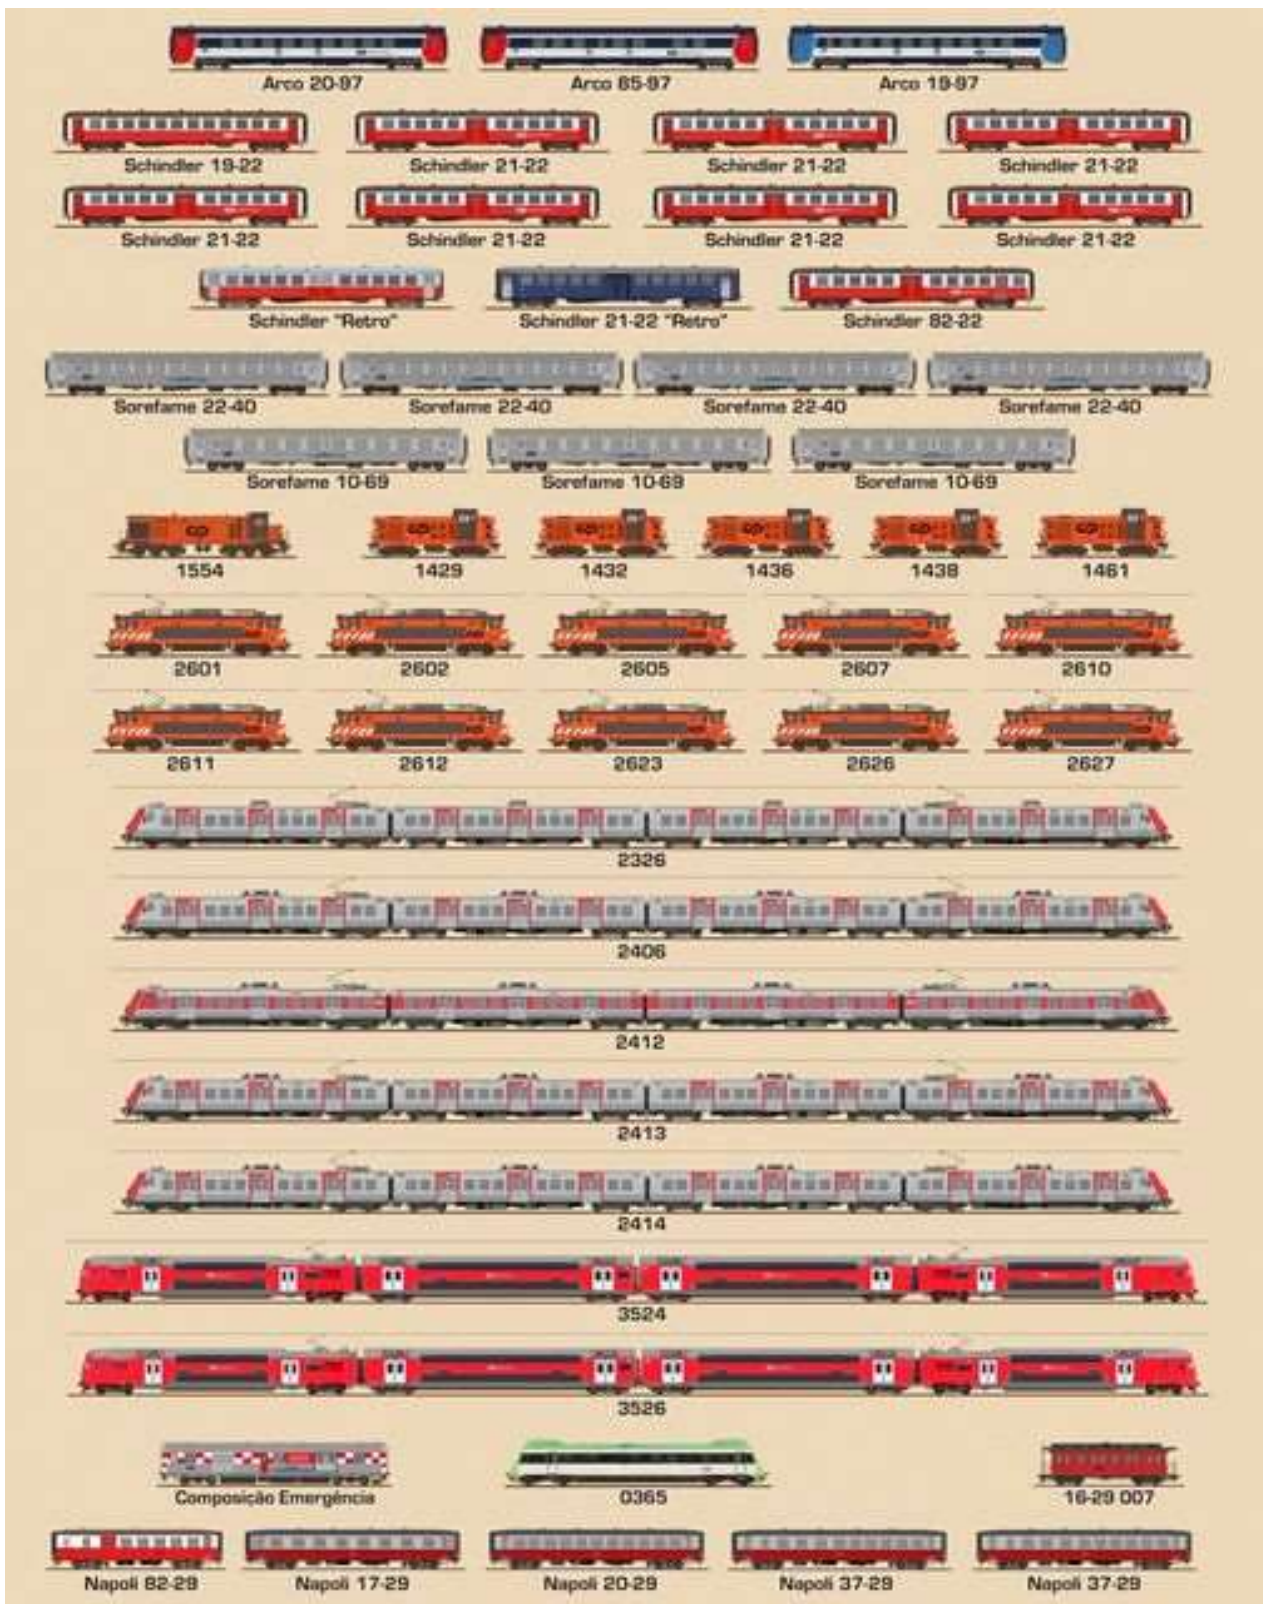 Arco 20-97 Arco 85-97 Arco 19-97
Schindler 19-22 Schindler 21-22 Schindler 21-22 Schindler 21-22
Schindler 21-22 Schindler 21-22 Schindler 21-22 Schindler 21-22
Schindler "Retro" Schindler 21-22 "Retro" Schindler 82-22
Sorefame 22-40 Sorefame 22-40 Sorefame 22-40 Sorefame 22-40
Sorefame 10-69 Sorefame 10-69 Sorefame 10-69
1554 1429 1432 1436 1438 1461
2601 2602 2605 2607 2610
2611 2612 2623 2626 2627
2326
2406
2412
2413
2414
3524
3526
Composição Emergência 0365 16-29 007
Napoli 82-29 Napoli 17-29 Napoli 20-29 Napoli 37-29 Napoli 37-29